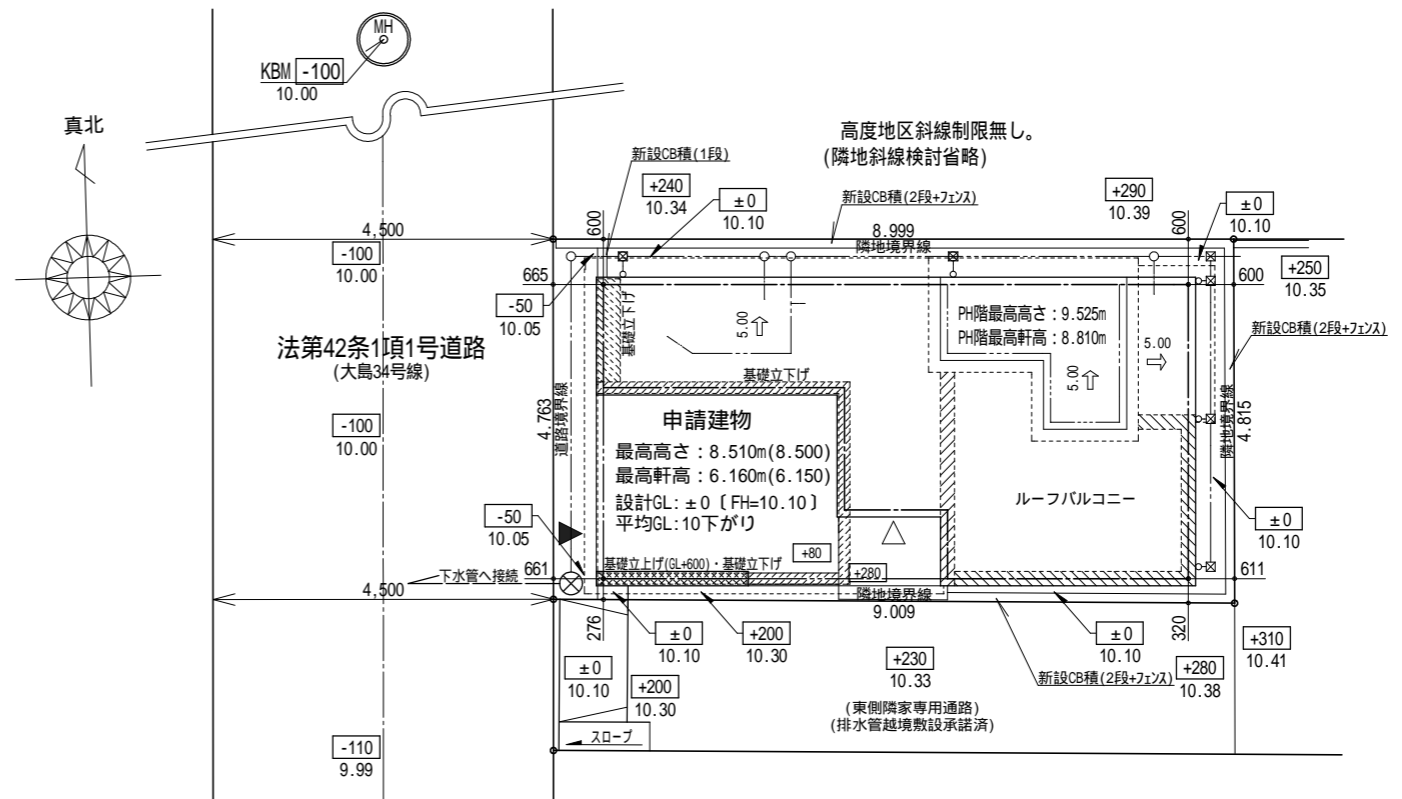 MH
KBM -100
10.00
真北
高度地区斜線制限無し。
(隣地斜線検討省略)
新設CB積(1段)
+240
10.34
±0
10.10
新設CB積(2段+フェンス)
+290
10.39
±0
10.10
4,500
600
8.999
隣地境界線
600
-100
10.00
665
600
+250
10.35
-50
10.05
基礎立下げ
5.00
PH階最高高さ：9.525m
PH階最高軒高：8.810m
5.00
5.00
新設CB積(2段+フェンス)
法第42条1項1号道路
(大島34号線)
基礎立下げ
4.763
道路境界線
隣地境界線
4.815
-100
10.00
申請建物
最高高さ：8.510m(8.500)
最高軒高：6.160m(6.150)
設計GL：±0〔FH=10.10〕
平均GL：10下がり
ルーフバルコニー
-50
10.05
±0
10.10
+80
基礎立上げ(GL+600)・基礎立下げ
+280
下水管へ接続
661
611
4,500
隣地境界線
9.009
276
320
±0
10.10
+200
10.30
±0
10.10
+310
10.41
±0
10.10
+200
10.30
+230
10.33
新設CB積(2段+フェンス)
+280
10.38
(東側隣家専用通路)
(排水管越境敷設承諾済)
スロープ
-110
9.99